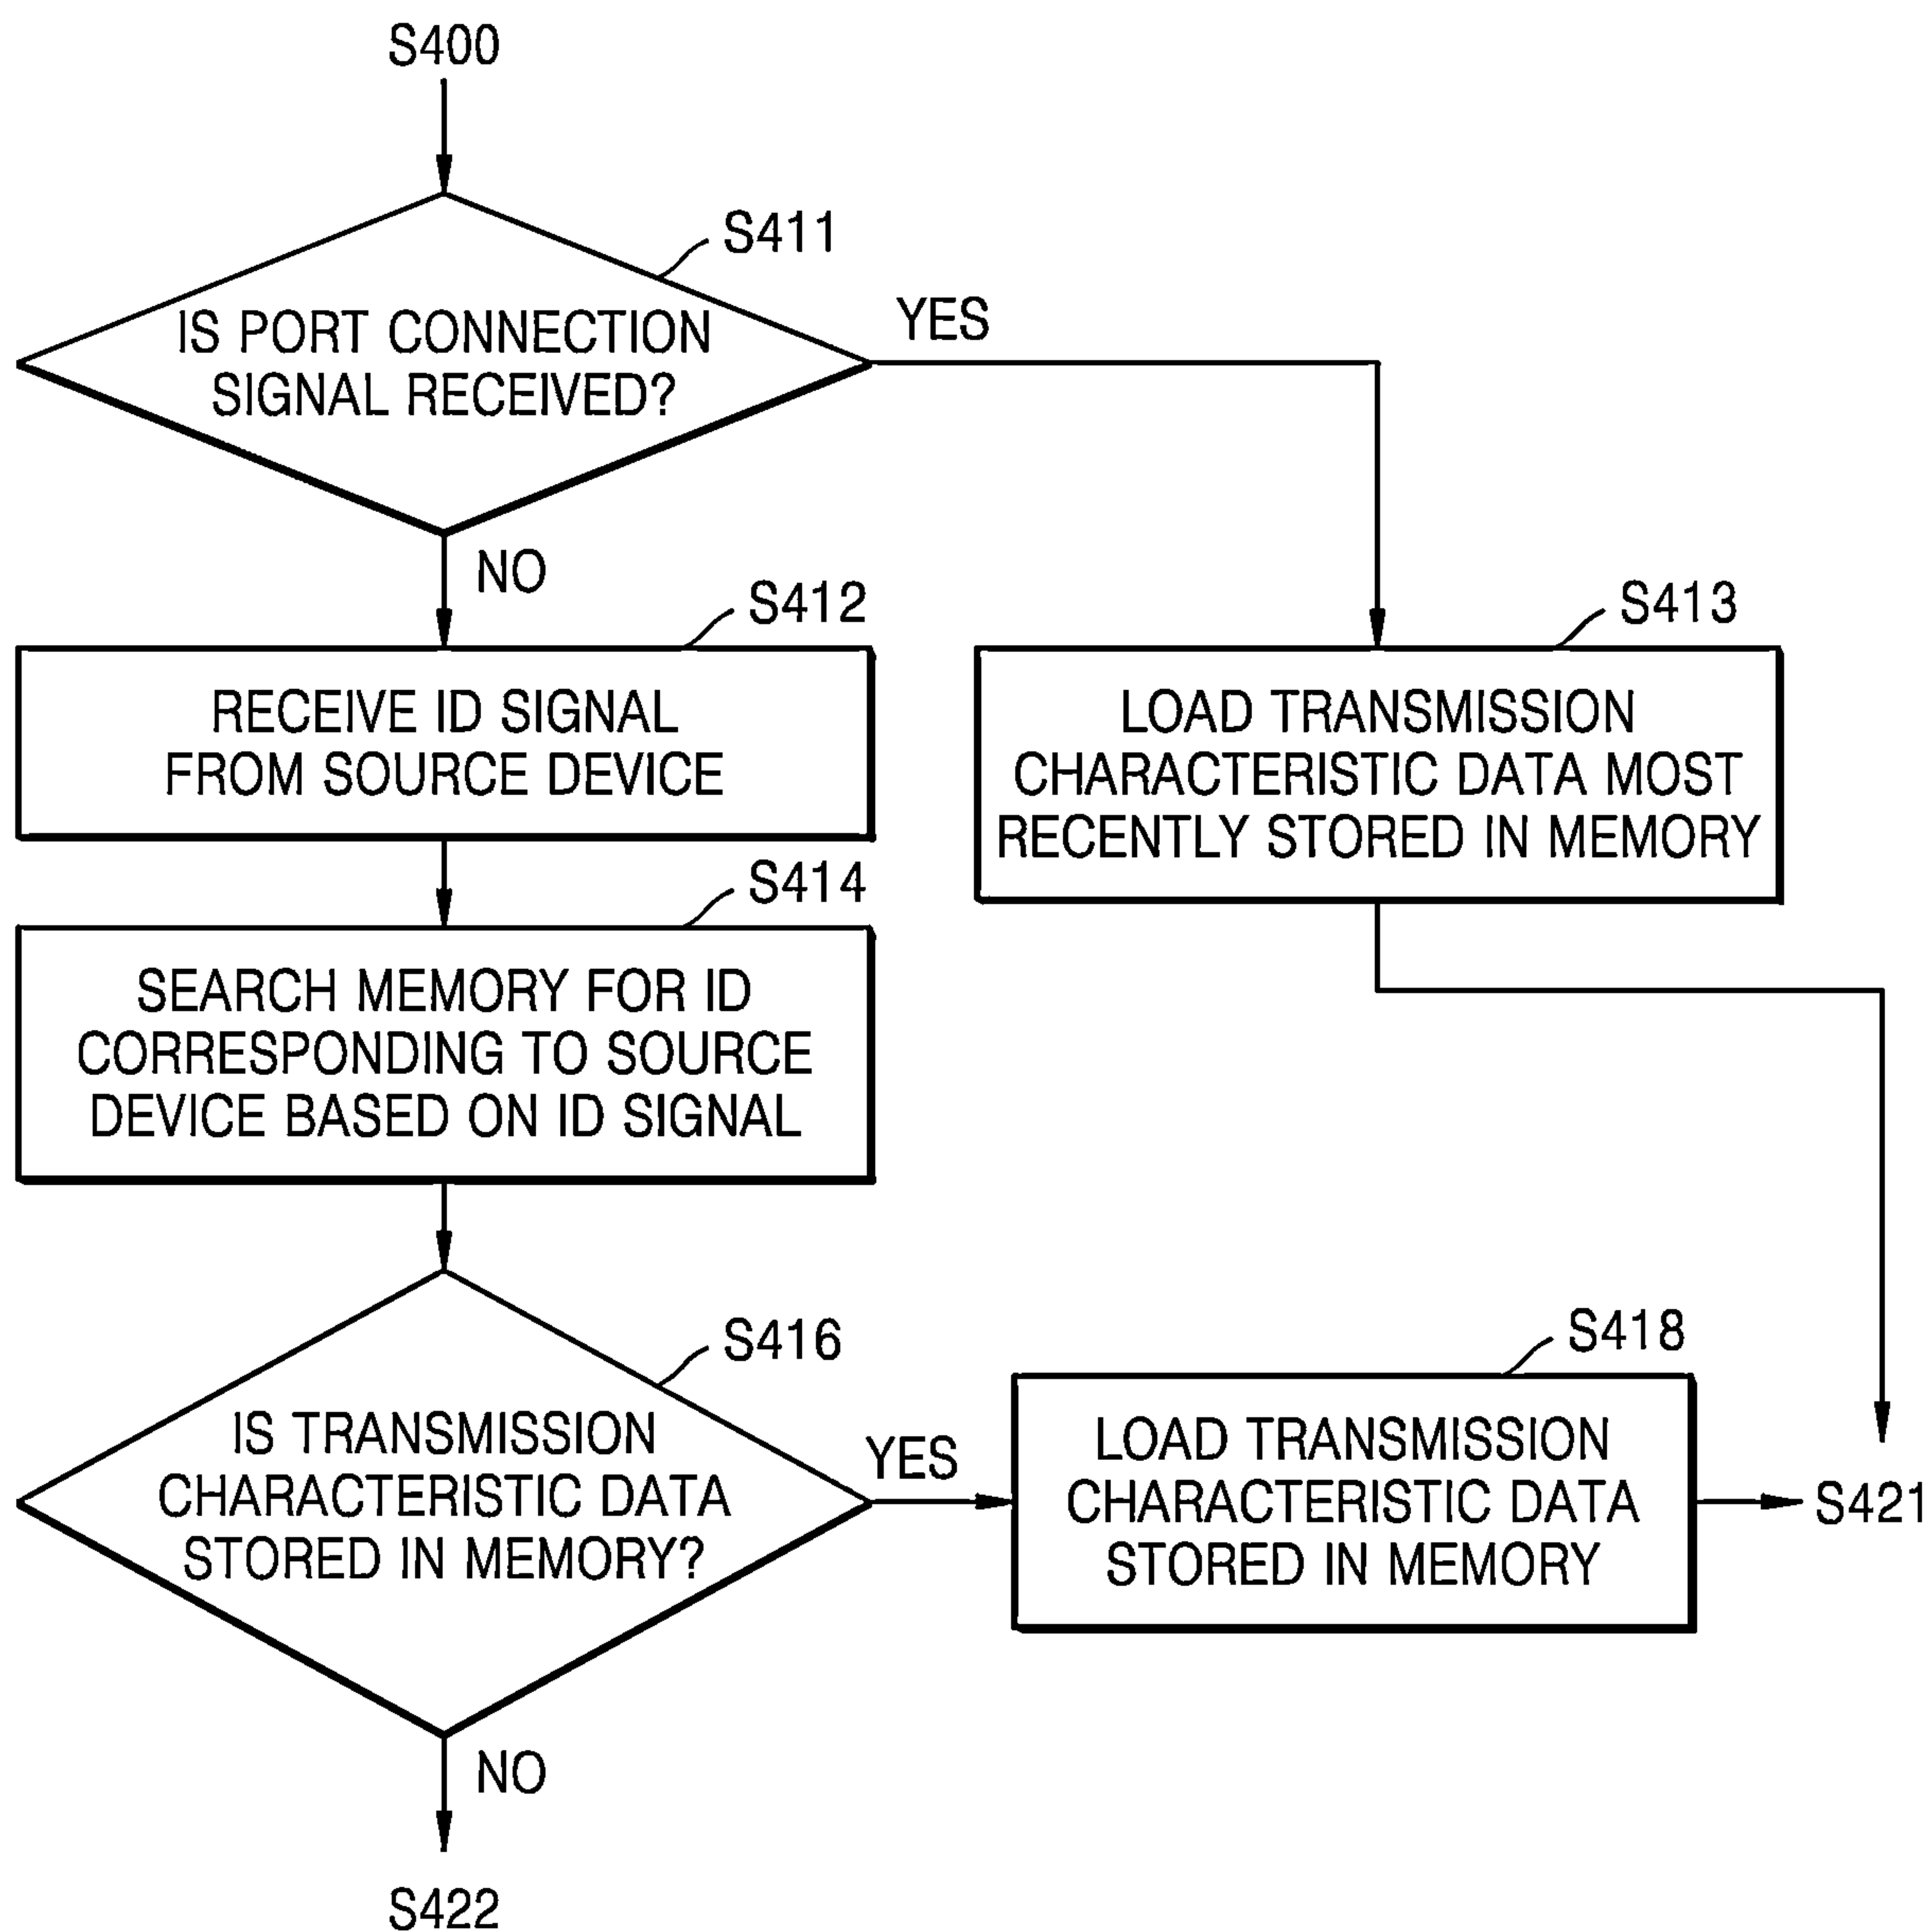 S400
S411
IS PORT CONNECTION
SIGNAL RECEIVED?
YES
NO
S412
RECEIVE ID SIGNAL
FROM SOURCE DEVICE
S413
LOAD TRANSMISSION
CHARACTERISTIC DATA MOST
RECENTLY STORED IN MEMORY
S414
SEARCH MEMORY FOR ID
CORRESPONDING TO SOURCE
DEVICE BASED ON ID SIGNAL
S416
IS TRANSMISSION
CHARACTERISTIC DATA
STORED IN MEMORY?
YES
S418
LOAD TRANSMISSION
CHARACTERISTIC DATA
STORED IN MEMORY
S421
NO
S422